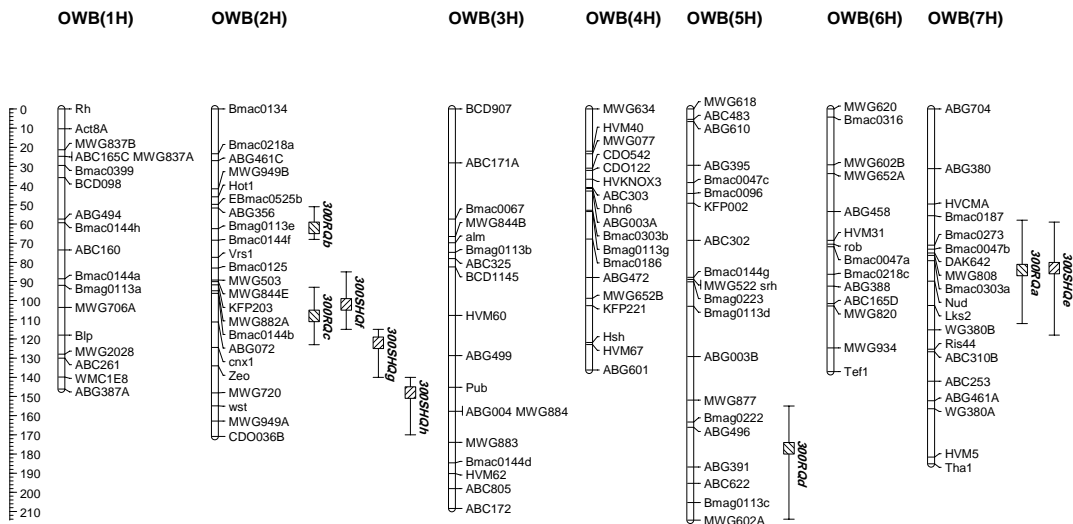 OWB(1H) OWB(2H) OWB(3H) OWB(4H) OWB(5H) OWB(6H) OWB(7H)
0
10
20
30
40
50
60
70
80
90
100
110
120
130
140
150
160
170
180
190
200
210
Rh
Act8A
MWG837B
ABC165C MWG837A
Bmac0399
BCD098
ABG494
Bmac0144h
ABC160
Bmac0144a
Bmag0113a
MWG706A
Blp
MWG2028
ABC261
WMC1E8
ABG387A
Bmac0134
Bmac0218a
ABG461C
MWG949B
Hot1
EBmac0525b
ABG356
Bmag0113e
Bmac0144f
Vrs1
Bmac0125
MWG503
MWG844E
KFP203
MWG882A
Bmac0144b
ABG072
cnx1
Zeo
MWG720
wst
MWG949A
CDO036B
300RQb
300RQc
300SHQf
300SHQg
300SHQh
BCD907
ABC171A
Bmac0067
MWG844B
alm
Bmag0113b
ABC325
BCD1145
HVM60
ABG499
Pub
ABG004 MWG884
MWG883
Bmac0144d
HVM62
ABC805
ABC172
MWG634
HVM40
MWG077
CDO542
CDO122
HVKNOX3
ABC303
Dhn6
ABG003A
Bmac0303b
Bmag0113g
Bmac0186
ABG472
MWG652B
KFP221
Hsh
HVM67
ABG601
MWG618
ABC483
ABG610
ABG395
Bmac0047c
Bmac0096
KFP002
ABC302
Bmac0144g
MWG522 srh
Bmag0223
Bmag0113d
ABG003B
MWG877
Bmag0222
ABG496
ABG391
ABC622
Bmag0113c
MWG602A
300RQd
MWG620
Bmac0316
MWG602B
MWG652A
ABG458
HVM31
rob
Bmac0047a
Bmac0218c
ABG388
ABC165D
MWG820
MWG934
Tef1
ABG704
ABG380
HVCMA
Bmac0187
Bmac0273
Bmac0047b
DAK642
MWG808
Bmac0303a
Nud
Lks2
WG380B
Ris44
ABC310B
ABC253
ABG461A
WG380A
HVM5
Tha1
300RQa
300SHQe